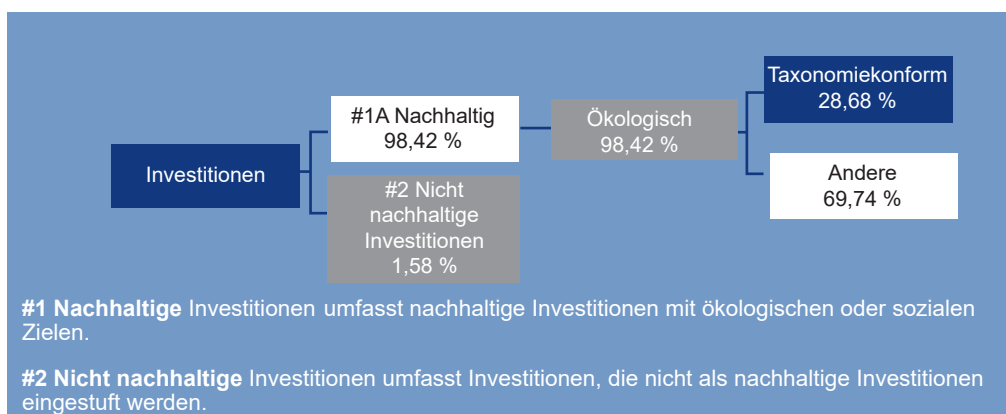 Investitionen
#1A Nachhaltig
98,42 %
#2 Nicht
nachhaltige
Investitionen
1,58 %
Ökologisch
98,42 %
Taxonomiekonform
28,68 %
Andere
69,74 %
#1 Nachhaltige Investitionen umfasst nachhaltige Investitionen mit ökologischen oder sozialen
Zielen.
#2 Nicht nachhaltige Investitionen umfasst Investitionen, die nicht als nachhaltige Investitionen
eingestuft werden.